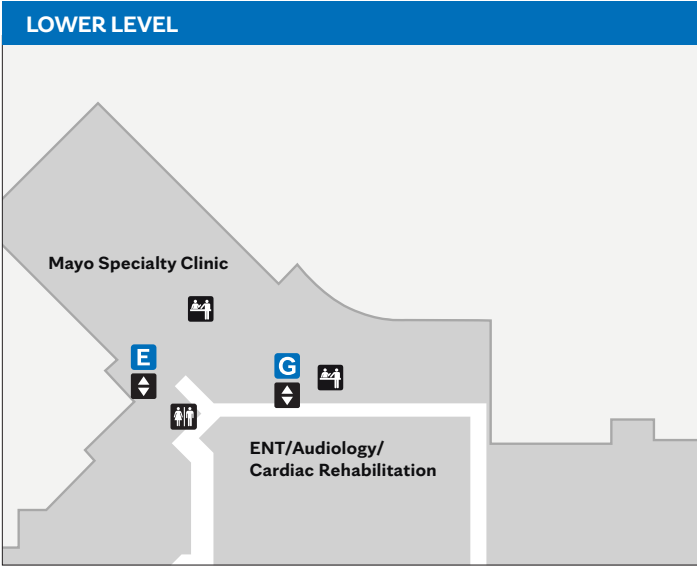 LOWER LEVEL
Mayo Specialty Clinic
E
G
ENT/Audiology/
Cardiac Rehabilitation